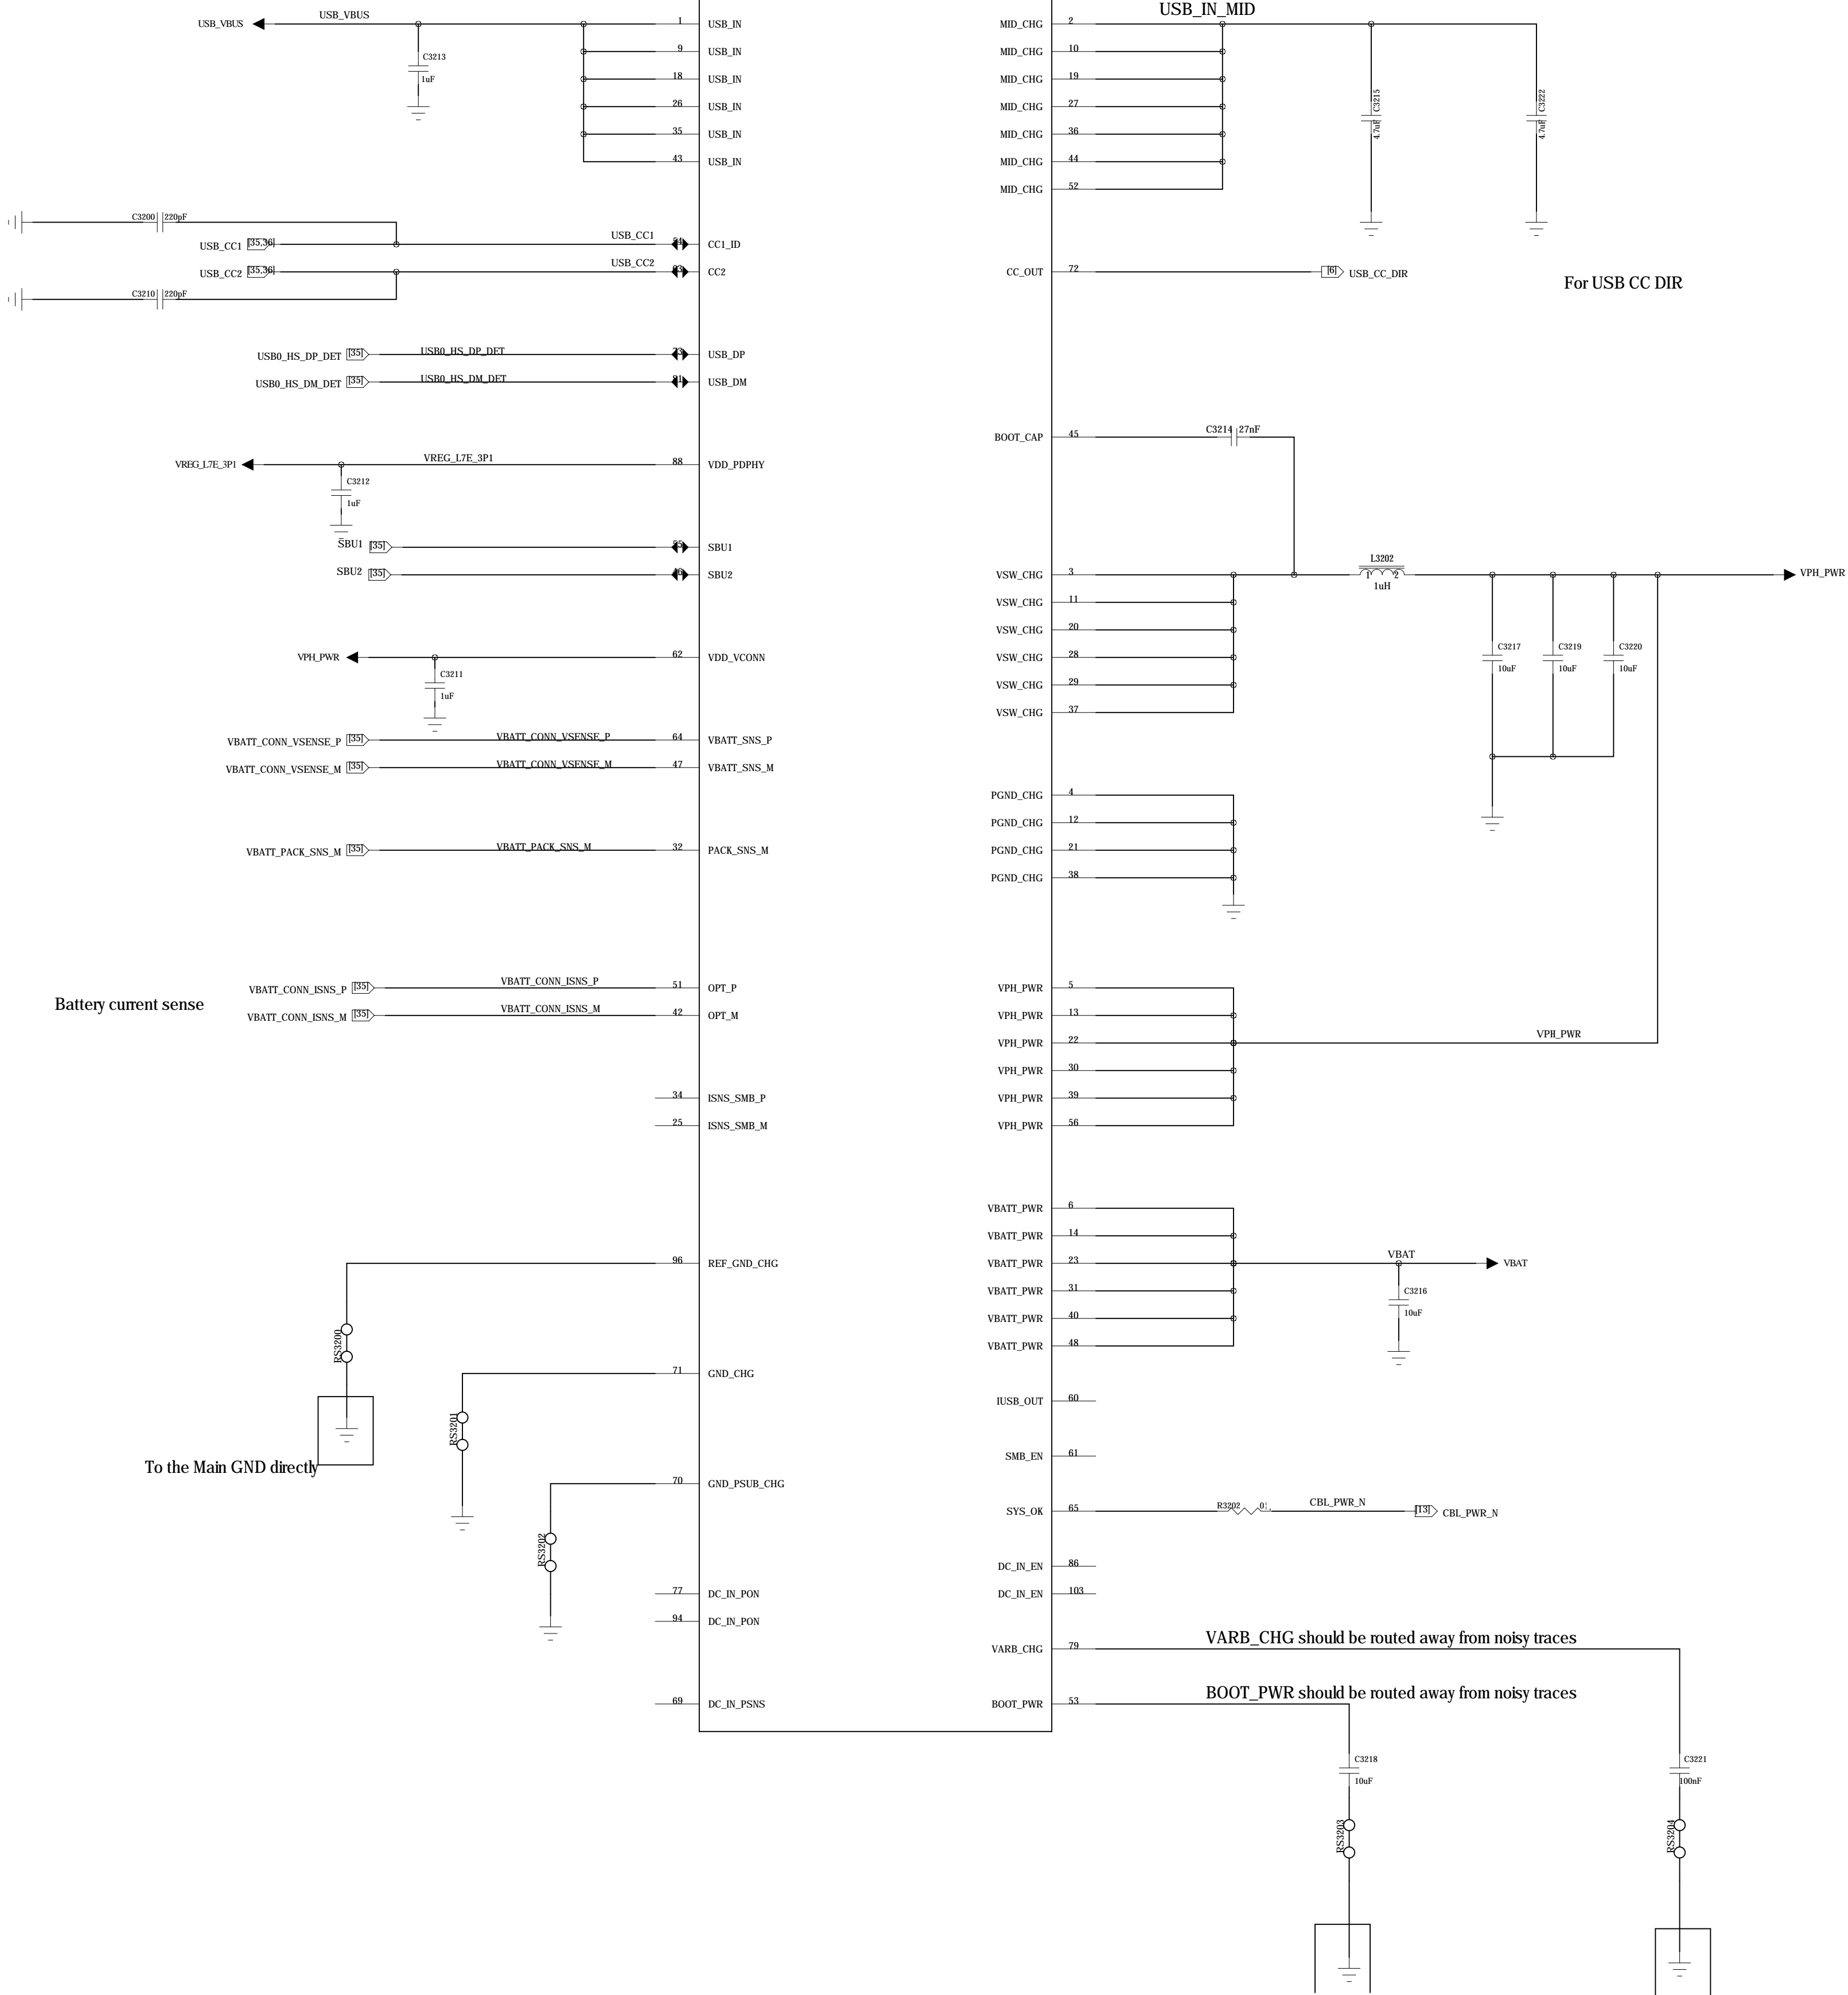 USB_IN_MID
USB_VBUS USB_VBUS 1 USB_IN
9 USB_IN
18 USB_IN
26 USB_IN
35 USB_IN
43 USB_IN
C3213
1uF
MID_CHG 2
MID_CHG 10
MID_CHG 19
MID_CHG 27
MID_CHG 36
MID_CHG 44
MID_CHG 52
C3215
4.7uF
C3222
4.7uF
C3200 220pF
USB_CC1 [35,36] USB_CC1 CC1_ID
USB_CC2 [35,36] USB_CC2 CC2
C3210 220pF
CC_OUT 72 [6] USB_CC_DIR
For USB CC DIR
USB0_HS_DP_DET [35] USB0_HS_DP_DET USB_DP
USB0_HS_DM_DET [35] USB0_HS_DM_DET USB_DM
BOOT_CAP 45 C3214 27nF
VREG_L7E_3P1 VREG_L7E_3P1 88 VDD_PDPHY
C3212
1uF
SBU1 [35] SBU1
SBU2 [35] SBU2
VSW_CHG 3
VSW_CHG 11
VSW_CHG 20
VSW_CHG 28
VSW_CHG 29
VSW_CHG 37
L3202
1 2
1uH
VPH_PWR
C3217
10uF
C3219
10uF
C3220
10uF
VPH_PWR 62 VDD_VCONN
C3211
1uF
VBATT_CONN_VSENSE_P [35] VBATT_CONN_VSENSE_P 64 VBATT_SNS_P
VBATT_CONN_VSENSE_M [35] VBATT_CONN_VSENSE_M 47 VBATT_SNS_M
PGND_CHG 4
PGND_CHG 12
PGND_CHG 21
PGND_CHG 38
VBATT_PACK_SNS_M [35] VBATT_PACK_SNS_M 32 PACK_SNS_M
Battery current sense
VBATT_CONN_ISNS_P [35] VBATT_CONN_ISNS_P 51 OPT_P
VBATT_CONN_ISNS_M [35] VBATT_CONN_ISNS_M 42 OPT_M
VPH_PWR 5
VPH_PWR 13
VPH_PWR 22 VPH_PWR
VPH_PWR 30
VPH_PWR 39
VPH_PWR 56
34 ISNS_SMB_P
25 ISNS_SMB_M
VBATT_PWR 6
VBATT_PWR 14
VBATT_PWR 23 VBAT VBAT
VBATT_PWR 31
VBATT_PWR 40
VBATT_PWR 48
C3216
10uF
96 REF_GND_CHG
RS3200
To the Main GND directly
71 GND_CHG
RS3201
70 GND_PSUB_CHG
RS3202
IUSB_OUT 60
SMB_EN 61
SYS_OK 65 R3202 CBL_PWR_N [13] CBL_PWR_N
DC_IN_EN 86
DC_IN_EN 103
77 DC_IN_PON
94 DC_IN_PON
VARB_CHG 79 VARB_CHG should be routed away from noisy traces
69 DC_IN_PSNS
BOOT_PWR 53 BOOT_PWR should be routed away from noisy traces
C3218
10uF
RS3203
C3221
100nF
RS3204